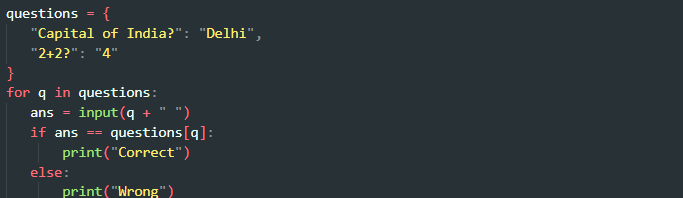 questions = {
   "Capital of India?": "Delhi",
   "2+2?": "4"
}
for q in questions:
   ans = input(q + " ")
   if ans == questions[q]:
       print("Correct")
   else:
       print("Wrong")